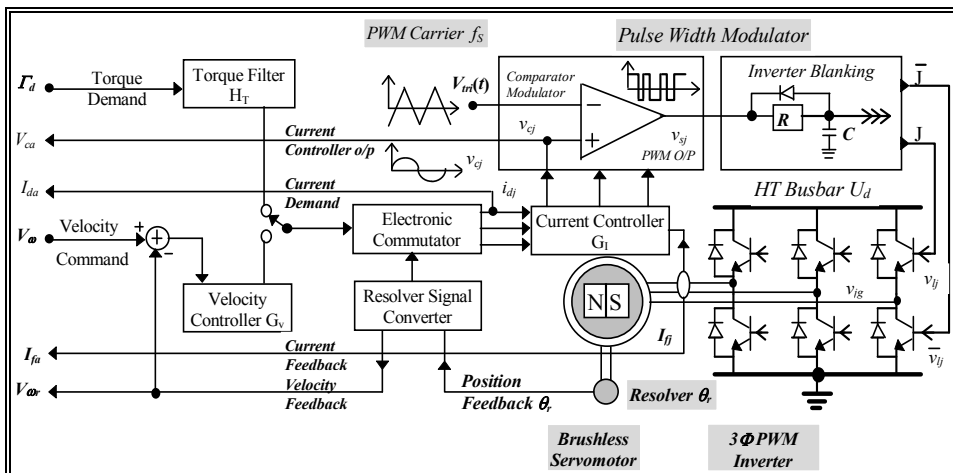 PWM Carrier fS
Pulse Width Modulator
Γd
Torque
Demand
Torque Filter
HT
Vtri(t)
Comparator
Modulator
−
+
vcj
vsj
PWM O/P
Inverter Blanking
R
C
J̅
J
Vca
Current
Controller o/p
vcj
Ida
Current
Demand
idj
HT Busbar Ud
Electronic
Commutator
Current Controller
GI
Vω
Velocity
Command
+
+
−
Velocity
Controller Gv
Resolver Signal
Converter
N S
vjg
vlj
v̅lj
Ifj
Ifa
Current
Feedback
Vωr
Velocity
Feedback
Position
Feedback θr
Resolver θr
Brushless
Servomotor
3Φ PWM
Inverter